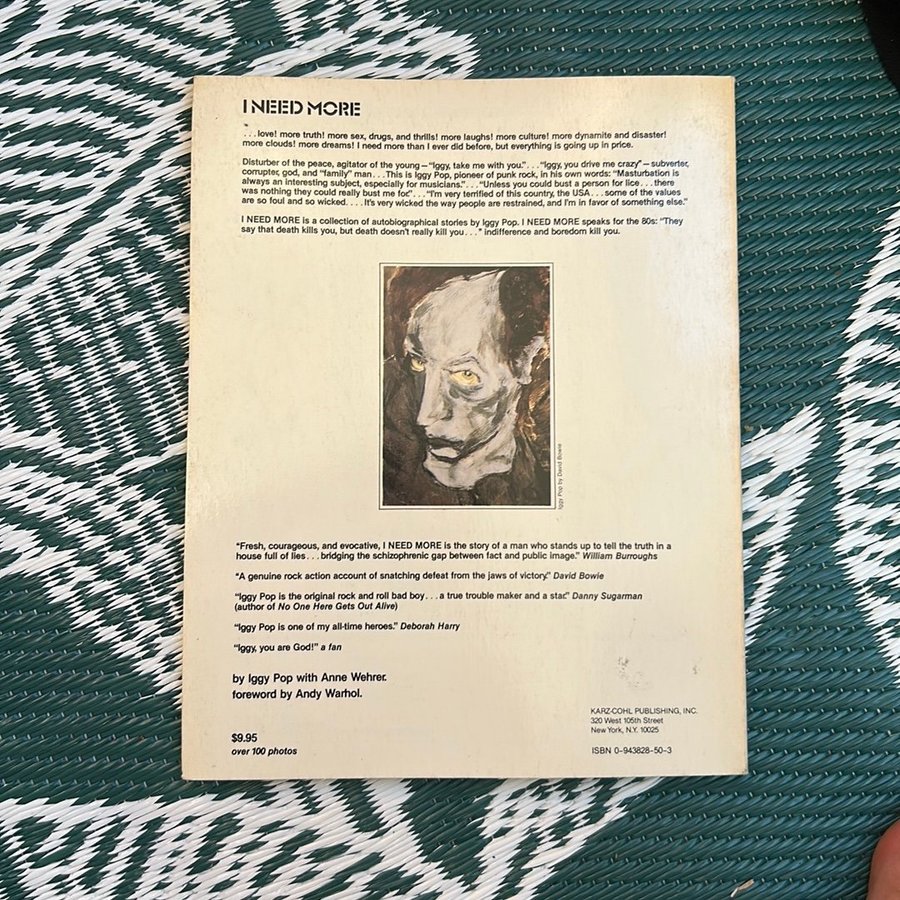 I NEED MORE
. . . love! more truth! more sex, drugs, and thrills! more laughs! more culture! more dynamite and disaster!
more clouds! more dreams! I need more than I ever did before, but everything is going up in price.
Disturber of the peace, agitator of the young—“Iggy, take me with you.”. . . “Iggy, you drive me crazy”—subverter,
corrupter, god, and “family” man. . .This is Iggy Pop, pioneer of punk rock, in his own words: “Masturbation is
always an interesting subject, especially for musicians.”. . .“Unless you could bust a person for lice. . .there
was nothing they could really bust me for.”. . .“I’m very terrified of this country, the USA. . .some of the values
are so foul and so wicked. . . . It’s very wicked the way people are restrained, and I’m in favor of something else.”
I NEED MORE is a collection of autobiographical stories by Iggy Pop. I NEED MORE speaks for the 80s: “They
say that death kills you, but death doesn’t really kill you. . .” indifference and boredom kill you.
Iggy Pop by David Bowie
“Fresh, courageous, and evocative, I NEED MORE is the story of a man who stands up to tell the truth in a
house full of lies. . .bridging the schizophrenic gap between fact and public image.” William Burroughs
“A genuine rock action account of snatching defeat from the jaws of victory.” David Bowie
“Iggy Pop is the original rock and roll bad boy. . .a true trouble maker and a star.” Danny Sugarman
(author of No One Here Gets Out Alive)
“Iggy Pop is one of my all-time heroes.” Deborah Harry
“Iggy, you are God!” a fan
by Iggy Pop with Anne Wehrer.
foreword by Andy Warhol.
$9.95
over 100 photos
KARZ-COHL PUBLISHING, INC.
320 West 105th Street
New York, N.Y. 10025
ISBN 0-943828-50-3